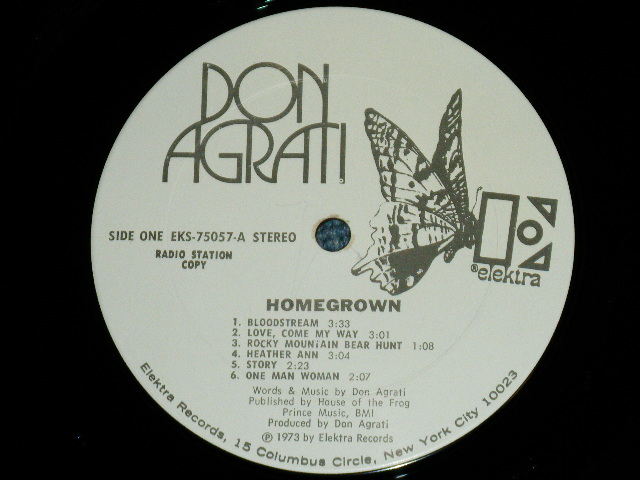 DON
AGRATI
SIDE ONE EKS-75057-A STEREO
RADIO STATION
COPY
® elektra
HOMEGROWN
1. BLOODSTREAM 3:33
2. LOVE, COME MY WAY 3:01
3. ROCKY MOUNTAIN BEAR HUNT 1:08
4. HEATHER ANN 3:04
5. STORY 2:23
6. ONE MAN WOMAN 2:07
Words & Music by Don Agrati
Published by House of the Frog
Prince Music, BMI
Produced by Don Agrati
℗ 1973 by Elektra Records
Elektra Records, 15 Columbus Circle, New York City 10023